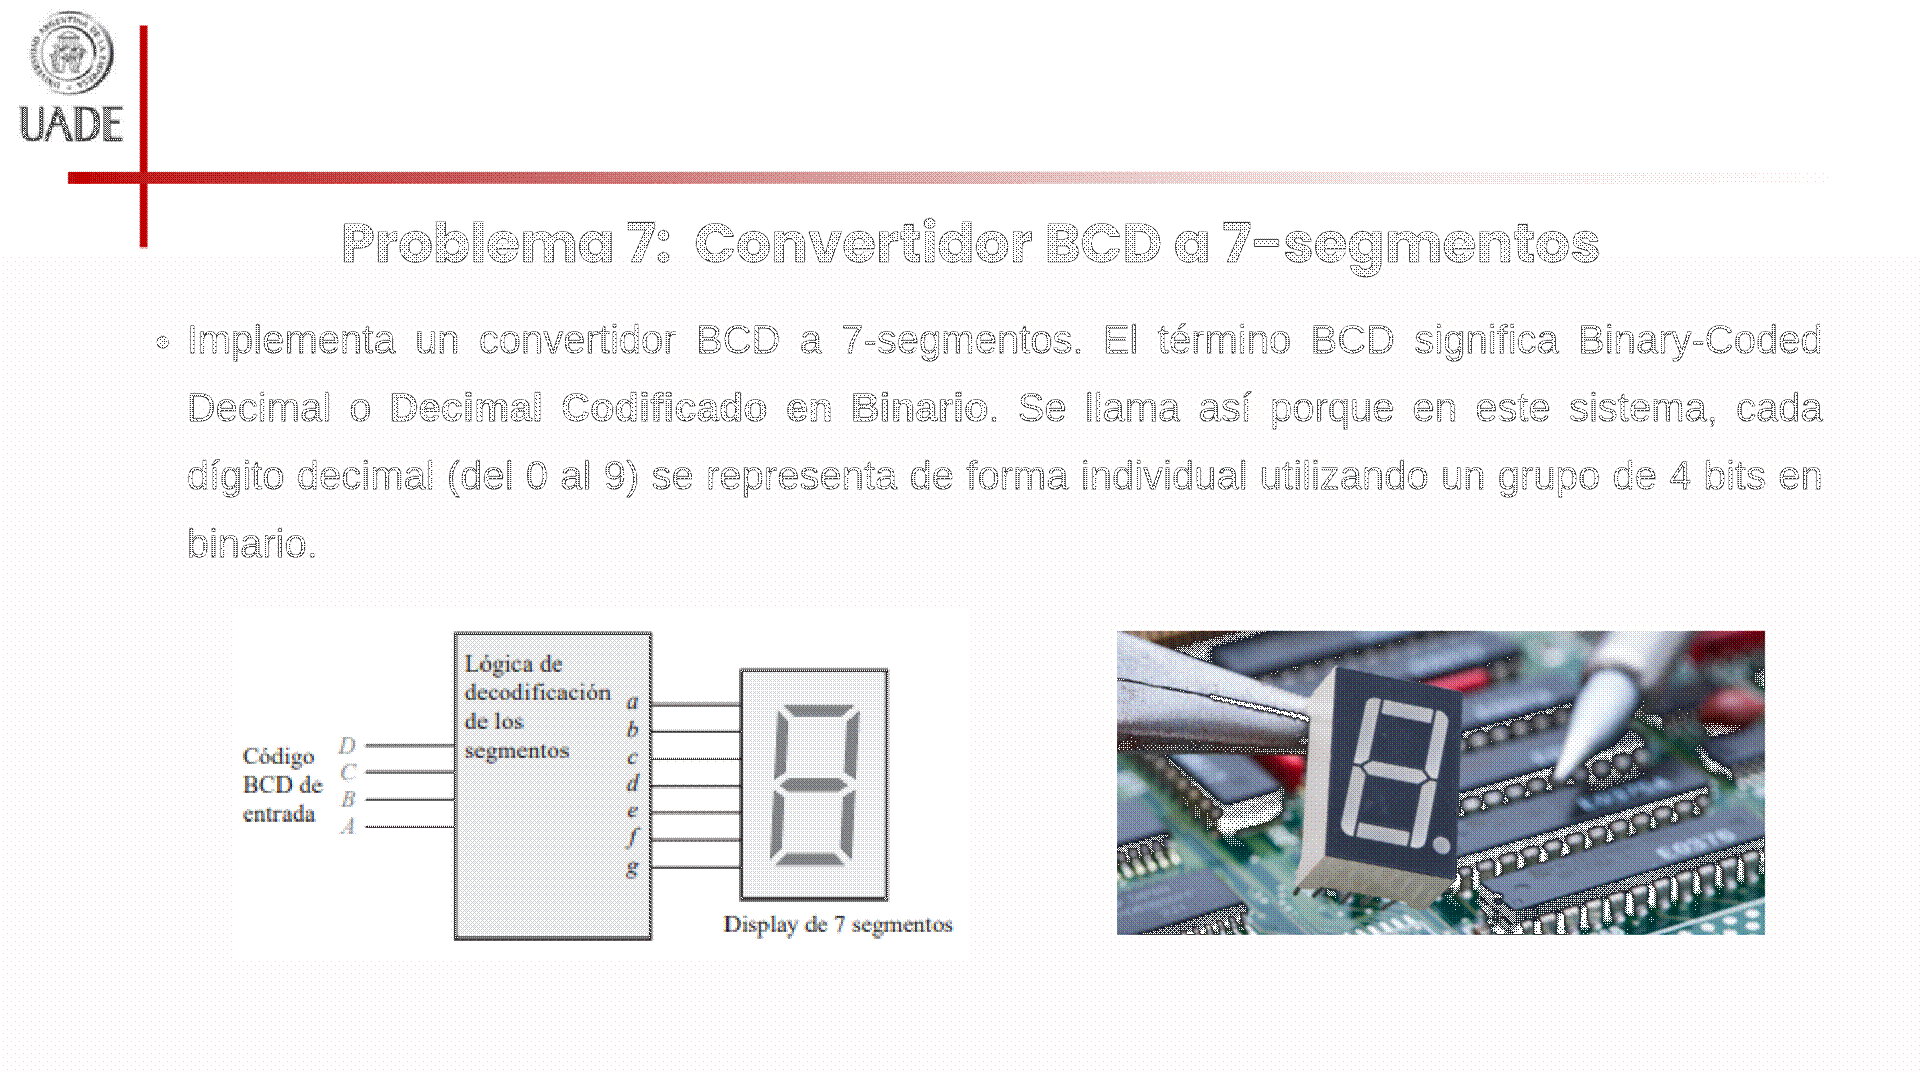 UADE
Problema 7: Convertidor BCD a 7-segmentos
• Implementa un convertidor BCD a 7-segmentos. El término BCD significa Binary-Coded
Decimal o Decimal Codificado en Binario. Se llama así porque en este sistema, cada
dígito decimal (del 0 al 9) se representa de forma individual utilizando un grupo de 4 bits en
binario.
Código
BCD de
entrada
D
C
B
A
Lógica de
decodificación
de los
segmentos
a
b
c
d
e
f
g
Display de 7 segmentos